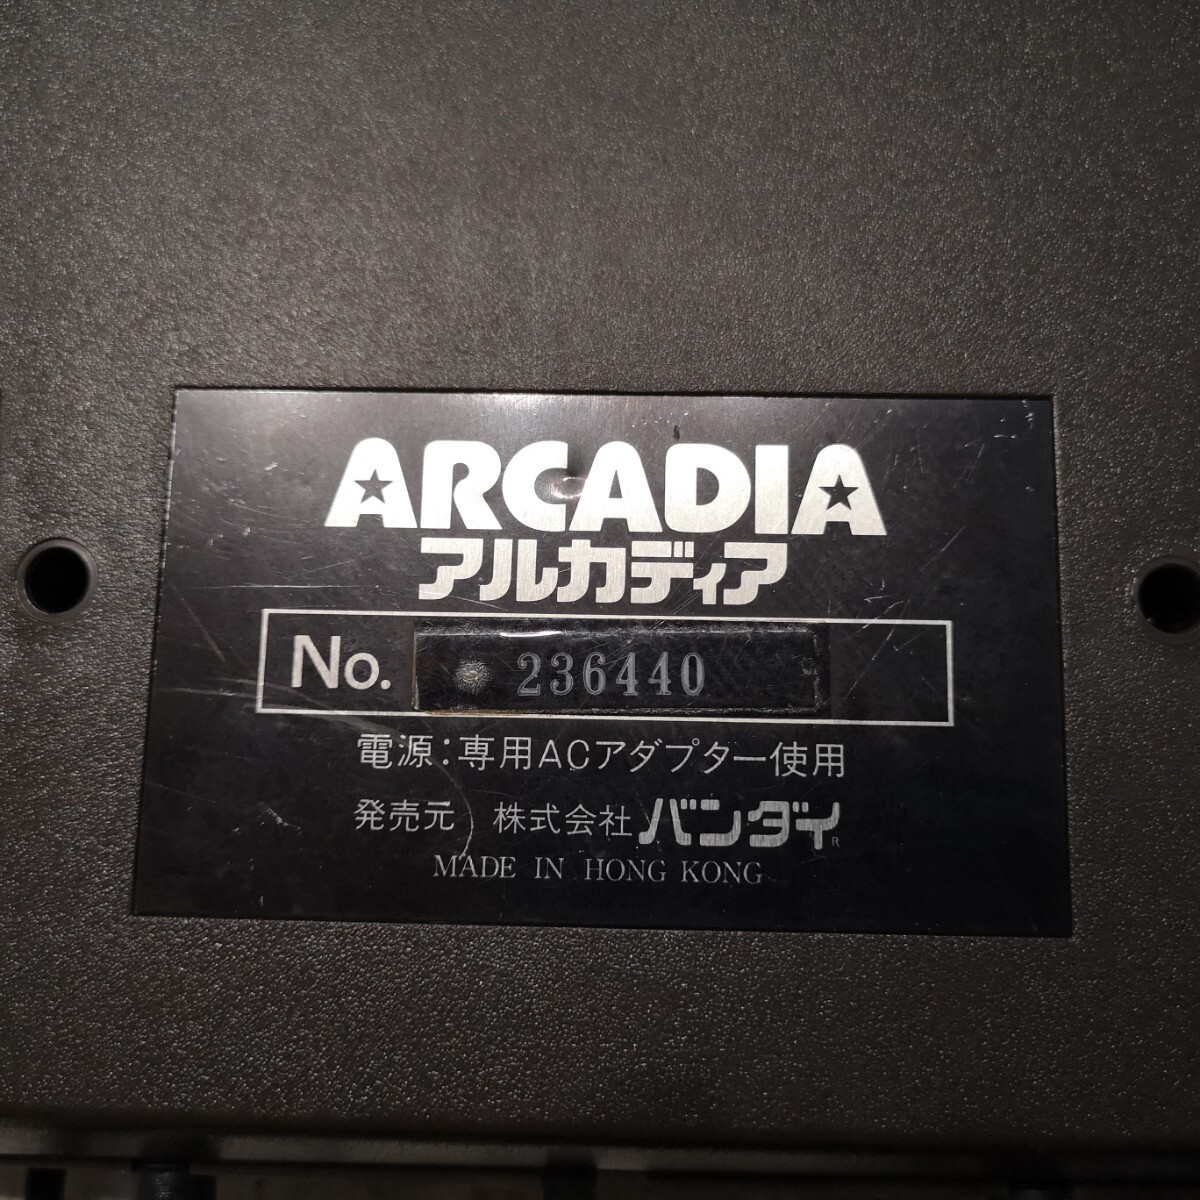 ARCADIA
アルカディア
No. 236440
電源:専用ACアダプター使用
発売元 株式会社バンダイ®
MADE IN HONG KONG